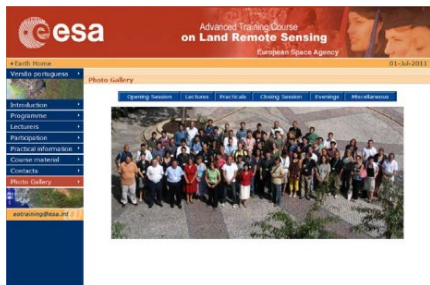 esa
Advanced Training Course
on Land Remote Sensing
European Space Agency
Earth Home
01-Jul-2011
Versão portuguesa
Photo Gallery
Opening Session Lectures Practicals Closing Session Evenings Miscellaneous
Introduction
Programme
Lecturers
Participation
Practical information
Course material
Contacts
Photo Gallery
eotraining@esa.int